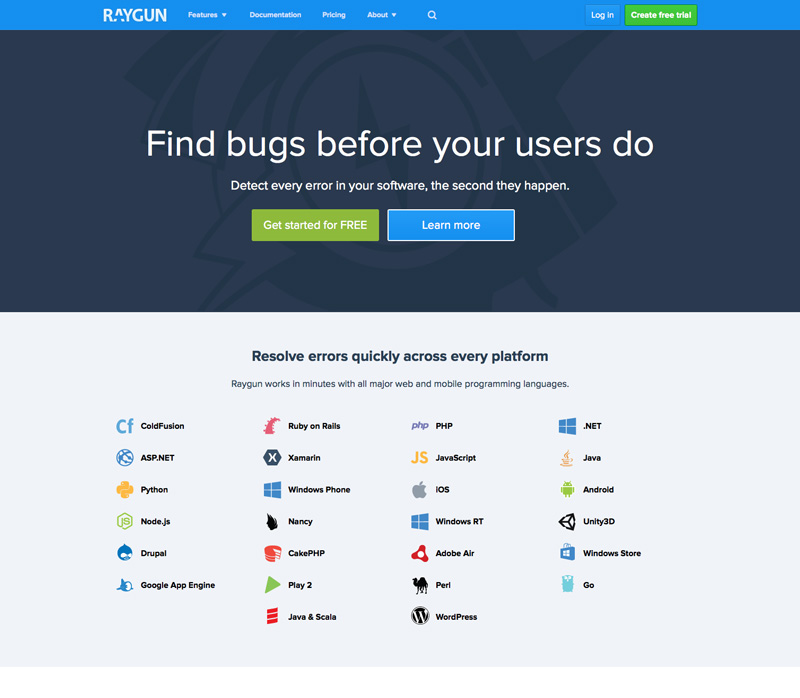 RAYGUN Features Documentation Pricing About Log in Create free trial
Find bugs before your users do
Detect every error in your software, the second they happen.
Get started for FREE Learn more
Resolve errors quickly across every platform
Raygun works in minutes with all major web and mobile programming languages.
Cf ColdFusion Ruby on Rails php PHP .NET
ASP.NET X Xamarin JS JavaScript Java
Python Windows Phone iOS Android
JS Node.js Nancy Windows RT Unity3D
Drupal CakePHP Adobe Air Windows Store
Google App Engine Play 2 Perl Go
Java & Scala W WordPress